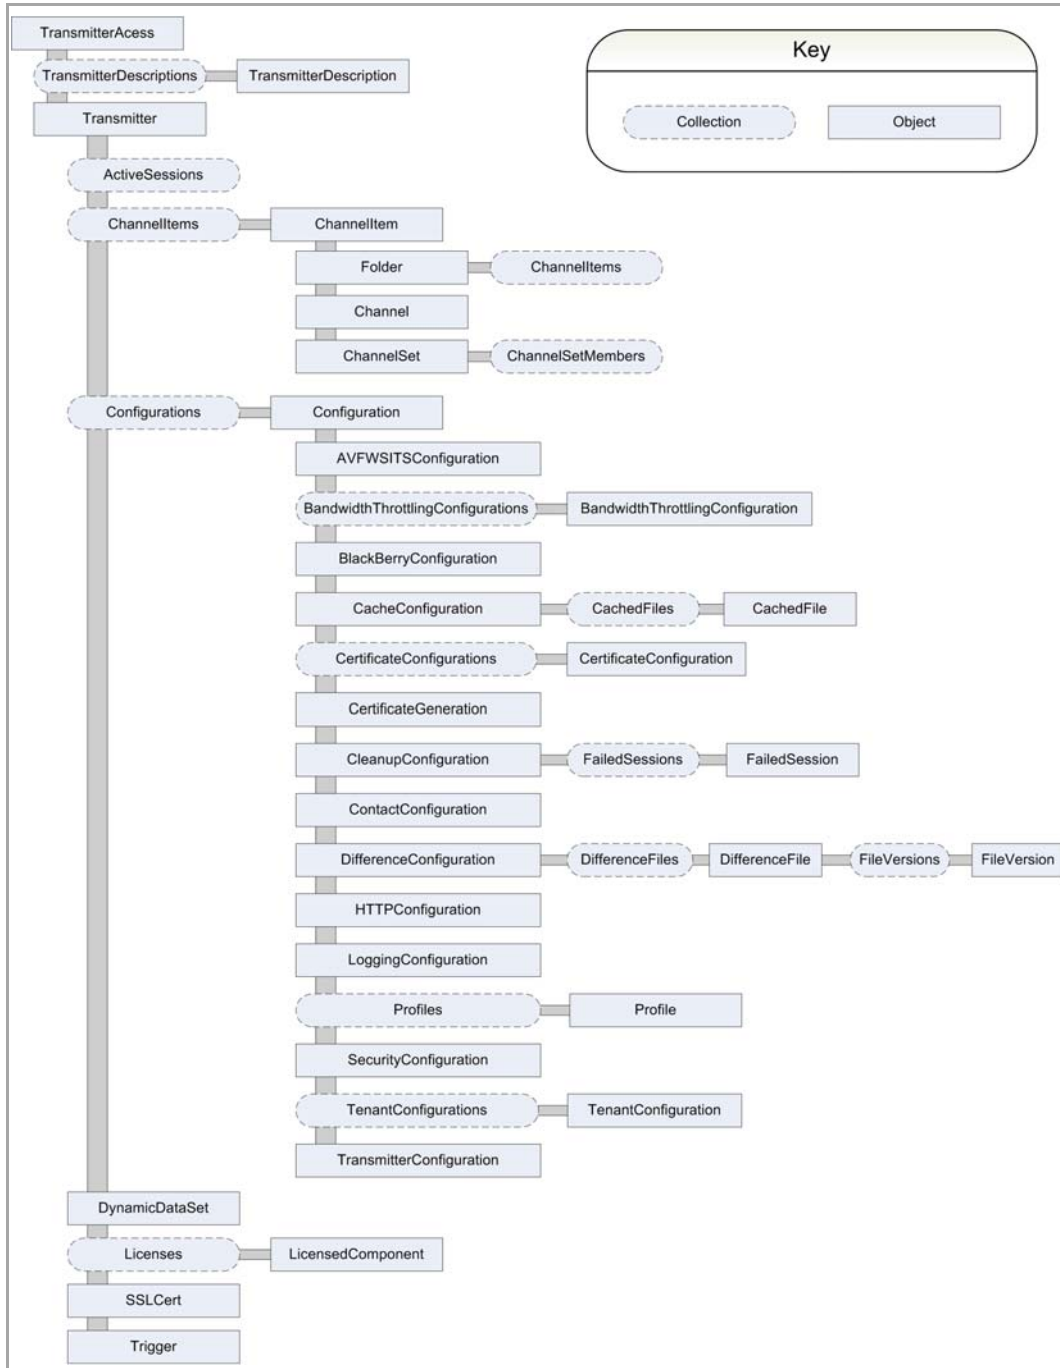 TransmitterAcess
Key
TransmitterDescriptions TransmitterDescription
Transmitter Collection Object
ActiveSessions
ChannelItems ChannelItem
Folder ChannelItems
Channel
ChannelSet ChannelSetMembers
Configurations Configuration
AVFWSITSConfiguration
BandwidthThrottlingConfigurations BandwidthThrottlingConfiguration
BlackBerryConfiguration
CacheConfiguration CachedFiles CachedFile
CertificateConfigurations CertificateConfiguration
CertificateGeneration
CleanupConfiguration FailedSessions FailedSession
ContactConfiguration
DifferenceConfiguration DifferenceFiles DifferenceFile FileVersions FileVersion
HTTPConfiguration
LoggingConfiguration
Profiles Profile
SecurityConfiguration
TenantConfigurations TenantConfiguration
TransmitterConfiguration
DynamicDataSet
Licenses LicensedComponent
SSLCert
Trigger